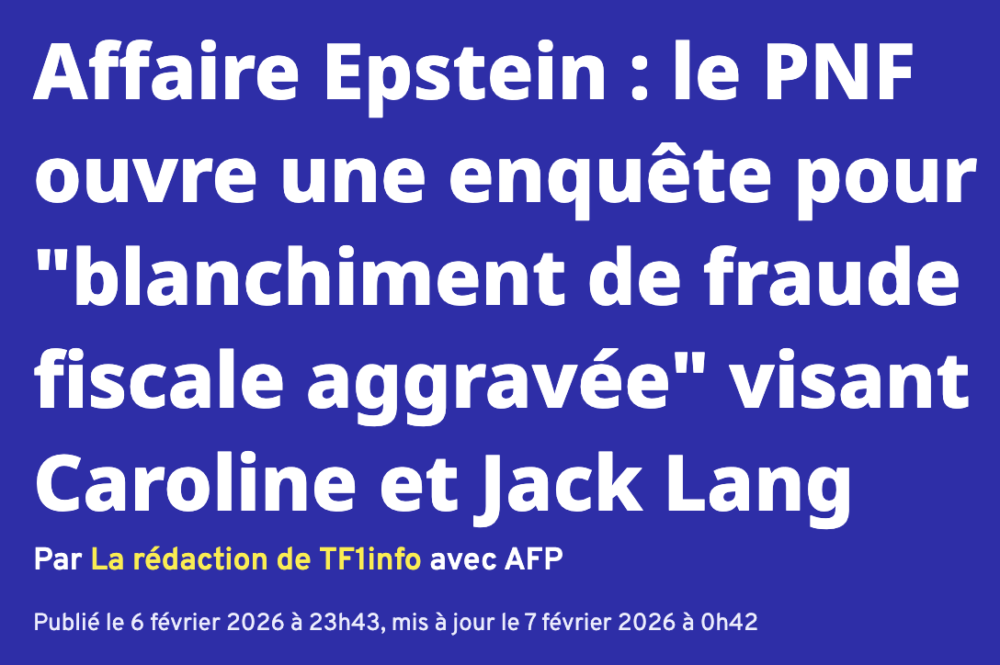 Affaire Epstein : le PNF
ouvre une enquête pour
"blanchiment de fraude
fiscale aggravée" visant
Caroline et Jack Lang
Par La rédaction de TF1info avec AFP
Publié le 6 février 2026 à 23h43, mis à jour le 7 février 2026 à 0h42